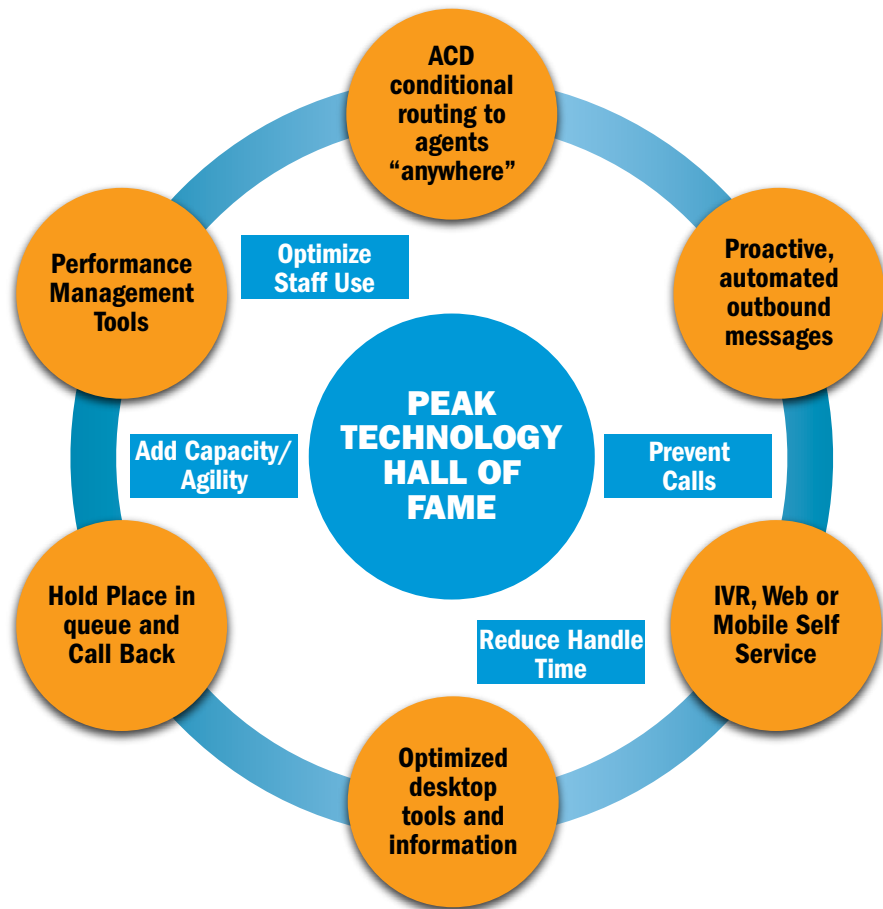 ACD
conditional
routing to
agents
“anywhere”
Performance
Management
Tools
Optimize
Staff Use
Proactive,
automated
outbound
messages
PEAK
TECHNOLOGY
HALL OF
FAME
Add Capacity/
Agility
Prevent
Calls
Hold Place in
queue and
Call Back
Reduce Handle
Time
IVR, Web or
Mobile Self
Service
Optimized
desktop
tools and
information